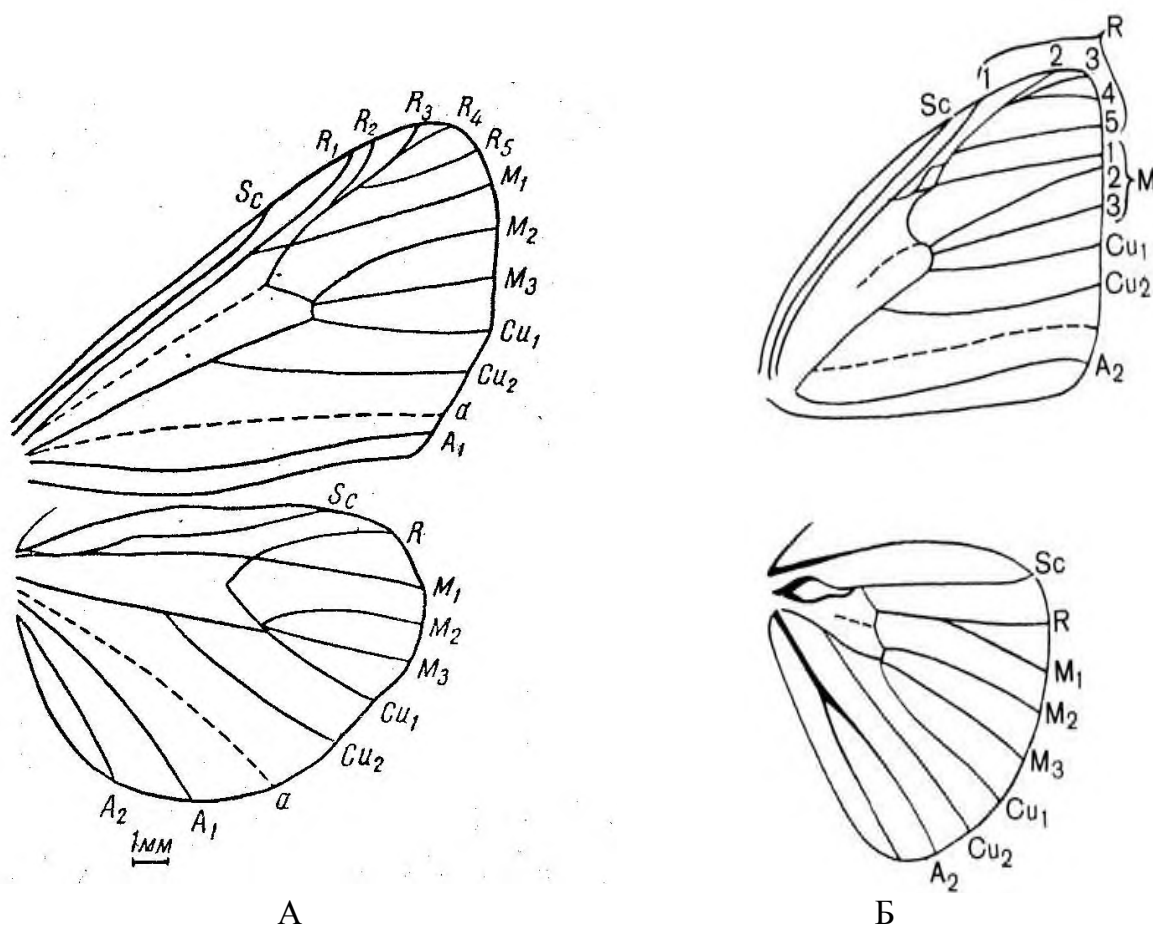 R₁ R₂ R₃ R₄
R₅
Sc
M₁
M₂
M₃
Cu₁
Cu₂
a
A₁
Sc
R
M₁
M₂
M₃
Cu₁
Cu₂
a
A₁
A₂
1мм
А
R
1 2 3
Sc
4
5
1
2 M
3
Cu₁
Cu₂
A₂
Sc
R
M₁
M₂
M₃
Cu₁
Cu₂
A₂
Б